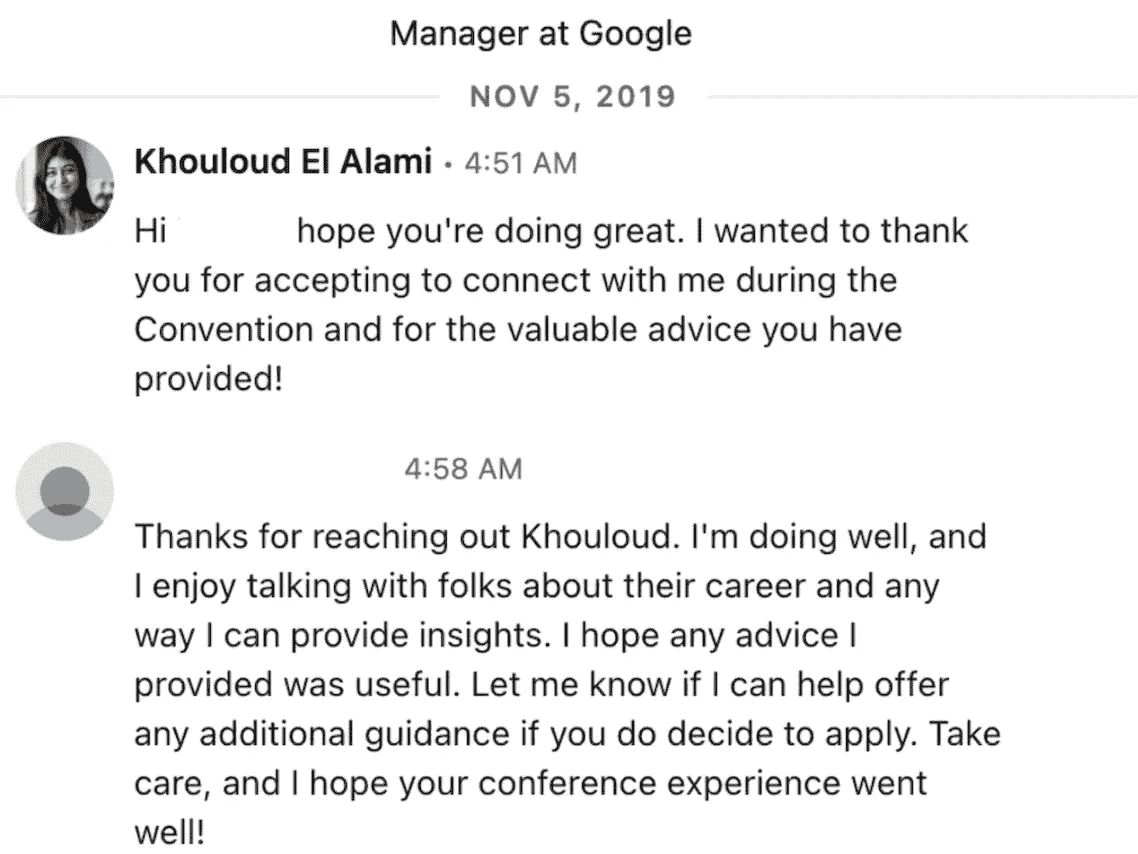 Manager at Google
NOV 5, 2019
Khouloud El Alami • 4:51 AM
Hi hope you're doing great. I wanted to thank
you for accepting to connect with me during the
Convention and for the valuable advice you have
provided!
4:58 AM
Thanks for reaching out Khouloud. I'm doing well, and
I enjoy talking with folks about their career and any
way I can provide insights. I hope any advice I
provided was useful. Let me know if I can help offer
any additional guidance if you do decide to apply. Take
care, and I hope your conference experience went
well!